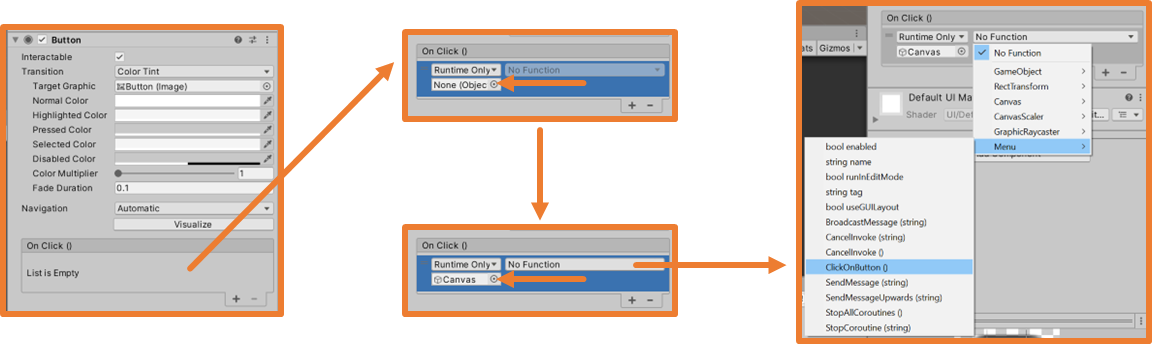 Button
Interactable
Transition Color Tint
Target Graphic Button (Image)
Normal Color
Highlighted Color
Pressed Color
Selected Color
Disabled Color
Color Multiplier 1
Fade Duration 0.1
Navigation Automatic
Visualize
On Click ()
List is Empty
On Click ()
Runtime Only No Function
None (Objec
On Click ()
Runtime Only No Function
Canvas
On Click ()
Runtime Only No Function
Gizmos
Canvas
No Function
GameObject
RectTransform
Canvas
CanvasScaler
GraphicRaycaster
Menu
Default UI Ma
Shader UI/Def
bool enabled
string name
bool runInEditMode
string tag
bool useGUILayout
BroadcastMessage (string)
CancelInvoke (string)
CancelInvoke ()
ClickOnButton ()
SendMessage (string)
SendMessageUpwards (string)
StopAllCoroutines ()
StopCoroutine (string)